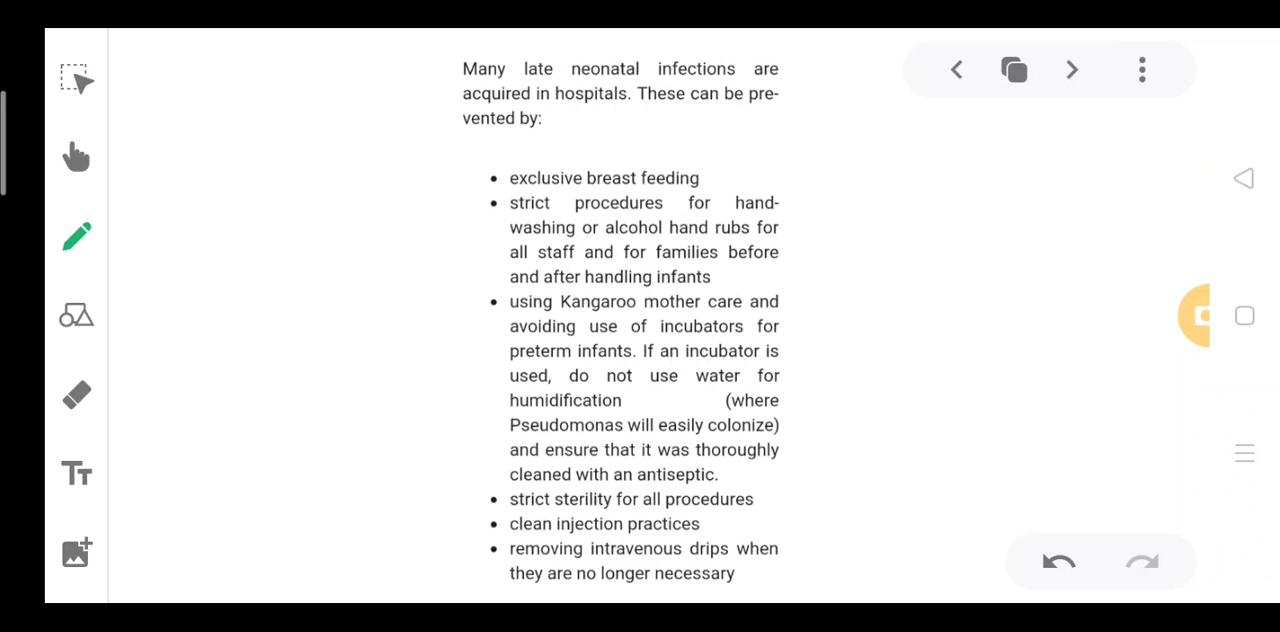 Many late neonatal infections are
acquired in hospitals. These can be pre-
vented by:
• exclusive breast feeding
• strict procedures for hand-
washing or alcohol hand rubs for
all staff and for families before
and after handling infants
• using Kangaroo mother care and
avoiding use of incubators for
preterm infants. If an incubator is
used, do not use water for
humidification (where
Pseudomonas will easily colonize)
and ensure that it was thoroughly
cleaned with an antiseptic.
• strict sterility for all procedures
• clean injection practices
• removing intravenous drips when
they are no longer necessary
TT